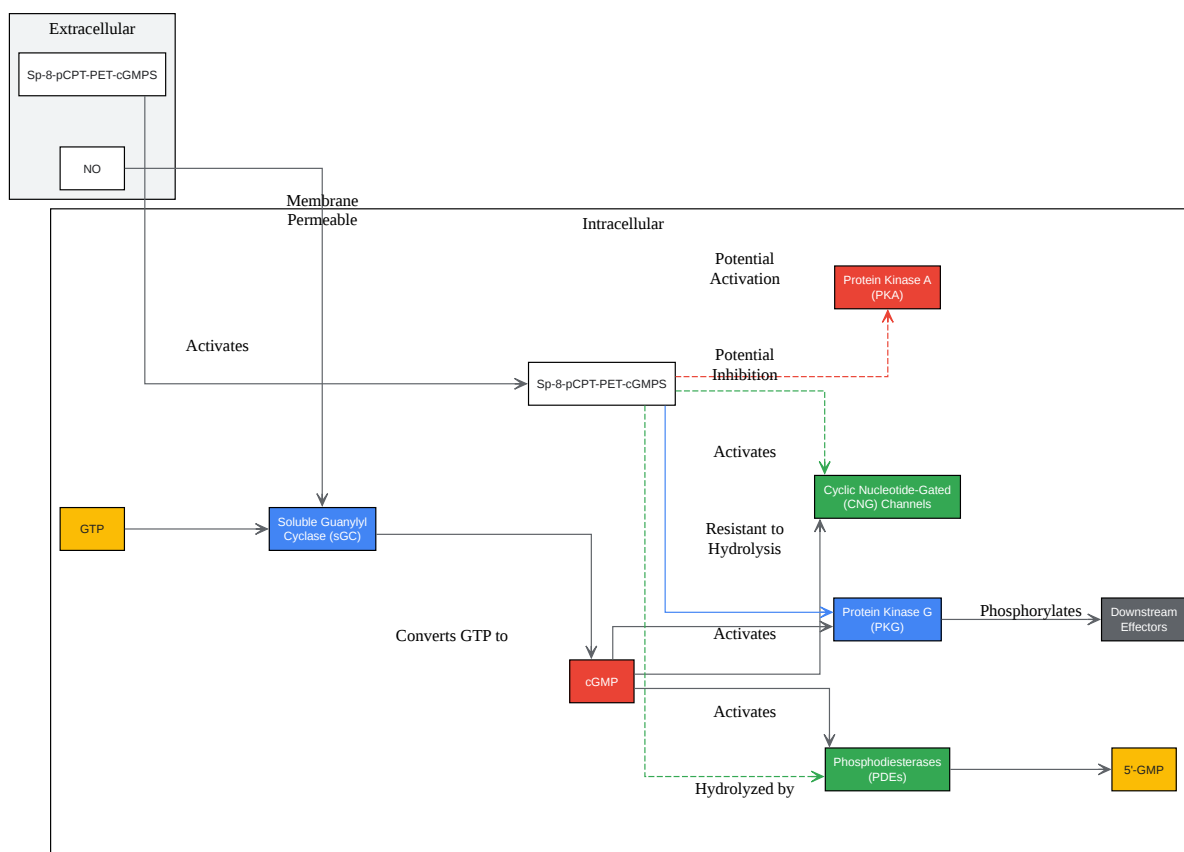 Extracellular
Sp-8-pCPT-PET-cGMPS
NO
Membrane
Permeable
Intracellular
Potential
Activation
Protein Kinase A
(PKA)
Activates
Potential
Inhibition
Sp-8-pCPT-PET-cGMPS
Activates
Cyclic Nucleotide-Gated
(CNG) Channels
GTP
Soluble Guanylyl
Cyclase (sGC)
Resistant to
Hydrolysis
Converts GTP to
Activates
Protein Kinase G
(PKG)
Phosphorylates
Downstream
Effectors
cGMP
Activates
Phosphodiesterases
(PDEs)
5'-GMP
Hydrolyzed by